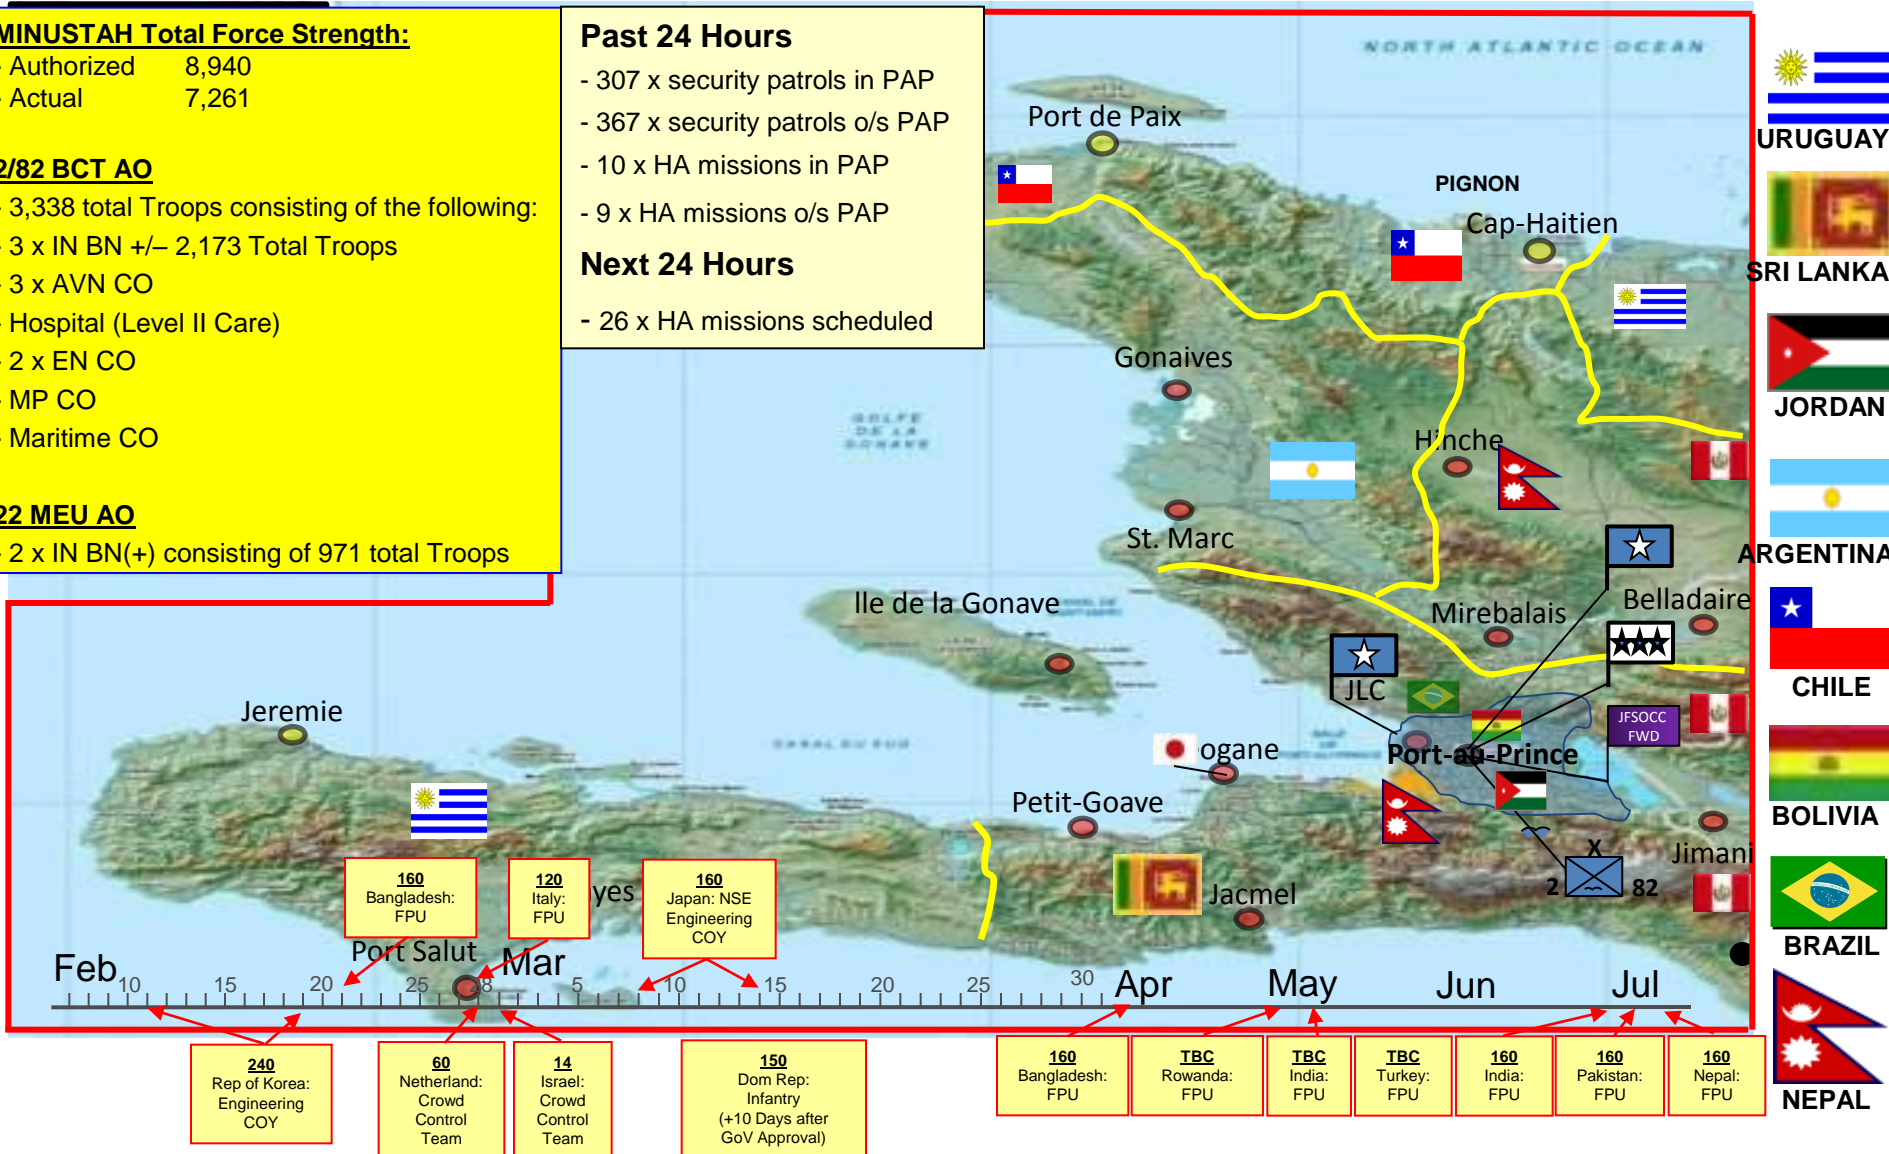 MINUSTAH Total Force Strength:
- Authorized 8,940
- Actual 7,261
2/82 BCT AO
- 3,338 total Troops consisting of the following:
- 3 x IN BN +/– 2,173 Total Troops
- 3 x AVN CO
- Hospital (Level II Care)
- 2 x EN CO
- MP CO
- Maritime CO
22 MEU AO
- 2 x IN BN(+) consisting of 971 total Troops
Past 24 Hours
- 307 x security patrols in PAP
- 367 x security patrols o/s PAP
- 10 x HA missions in PAP
- 9 x HA missions o/s PAP
Next 24 Hours
- 26 x HA missions scheduled
NORTH ATLANTIC OCEAN
Port de Paix
PIGNON
Cap-Haitien
Gonaives
GOLFE
DE LA
GONAVE
Hinche
St. Marc
Ile de la Gonave
Mirebalais
Belladaire
JLC
Jeremie
CANAL DU SUD
ogane
Port-au-Prince
JFSOCC
FWD
Petit-Goave
Jimani
X
2 82
Jacmel
yes
Port Salut
URUGUAY
SRI LANKA
JORDAN
ARGENTINA
CHILE
BOLIVIA
BRAZIL
NEPAL
160
Bangladesh:
FPU
120
Italy:
FPU
160
Japan: NSE
Engineering
COY
Feb 10 15 20 25 28 Mar 5 10 15 20 25 30 Apr May Jun Jul
240
Rep of Korea:
Engineering
COY
60
Netherland:
Crowd
Control
Team
14
Israel:
Crowd
Control
Team
150
Dom Rep:
Infantry
(+10 Days after
GoV Approval)
160
Bangladesh:
FPU
TBC
Rowanda:
FPU
TBC
India:
FPU
TBC
Turkey:
FPU
160
India:
FPU
160
Pakistan:
FPU
160
Nepal:
FPU